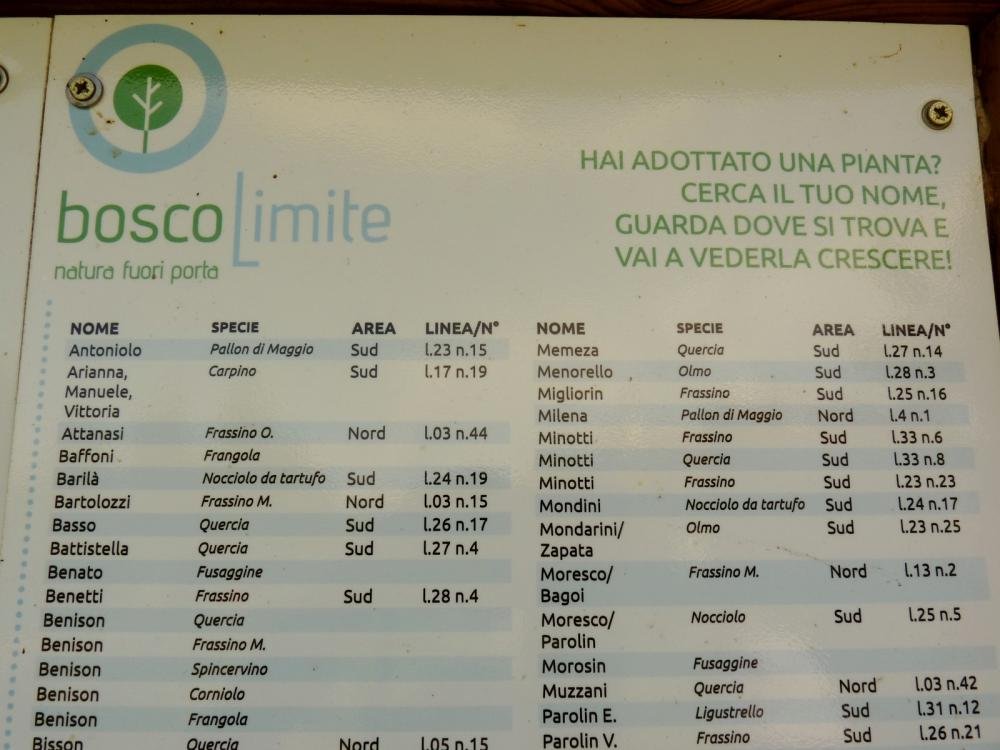 bosco Limite
natura fuori porta
HAI ADOTTATO UNA PIANTA?
CERCA IL TUO NOME,
GUARDA DOVE SI TROVA E
VAI A VEDERLA CRESCERE!
NOME SPECIE AREA LINEA/N°
Antoniolo Pallon di Maggio Sud l.23 n.15
Arianna, Carpino Sud l.17 n.19
Manuele,
Vittoria
Attanasi Frassino O. Nord l.03 n.44
Baffoni Frangola
Barilà Nocciolo da tartufo Sud l.24 n.19
Bartolozzi Frassino M. Nord l.03 n.15
Basso Quercia Sud l.26 n.17
Battistella Quercia Sud l.27 n.4
Benato Fusaggine
Benetti Frassino Sud l.28 n.4
Benison Quercia
Benison Frassino M.
Benison Spincervino
Benison Corniolo
Benison Frangola
Bisson Quercia Nord l.05 n.15
NOME SPECIE AREA LINEA/N°
Memeza Quercia Sud l.27 n.14
Menorello Olmo Sud l.28 n.3
Migliorin Frassino Sud l.25 n.16
Milena Pallon di Maggio Nord l.4 n.1
Minotti Frassino Sud l.33 n.6
Minotti Quercia Sud l.33 n.8
Minotti Frassino Sud l.23 n.23
Mondini Nocciolo da tartufo Sud l.24 n.17
Mondarini/ Olmo Sud l.23 n.25
Zapata
Moresco/ Frassino M. Nord l.13 n.2
Bagoi
Moresco/ Nocciolo Sud l.25 n.5
Parolin
Morosin Fusaggine
Muzzani Quercia Nord l.03 n.42
Parolin E. Ligustrello Sud l.31 n.12
Parolin V. Frassino Sud l.26 n.21